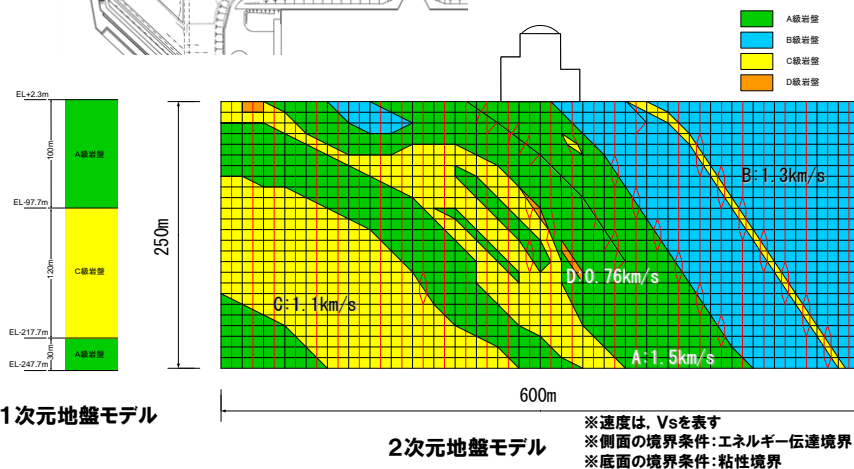 A級岩盤
B級岩盤
C級岩盤
D級岩盤
EL+2.3m
100m
A級岩盤
EL-97.7m
120m
C級岩盤
EL-217.7m
30m
A級岩盤
EL-247.7m
250m
B:1.3km/s
D:0.76km/s
C:1.1km/s
A:1.5km/s
600m
1次元地盤モデル
2次元地盤モデル
※速度は，Vsを表す
※側面の境界条件：エネルギー伝達境界
※底面の境界条件：粘性境界